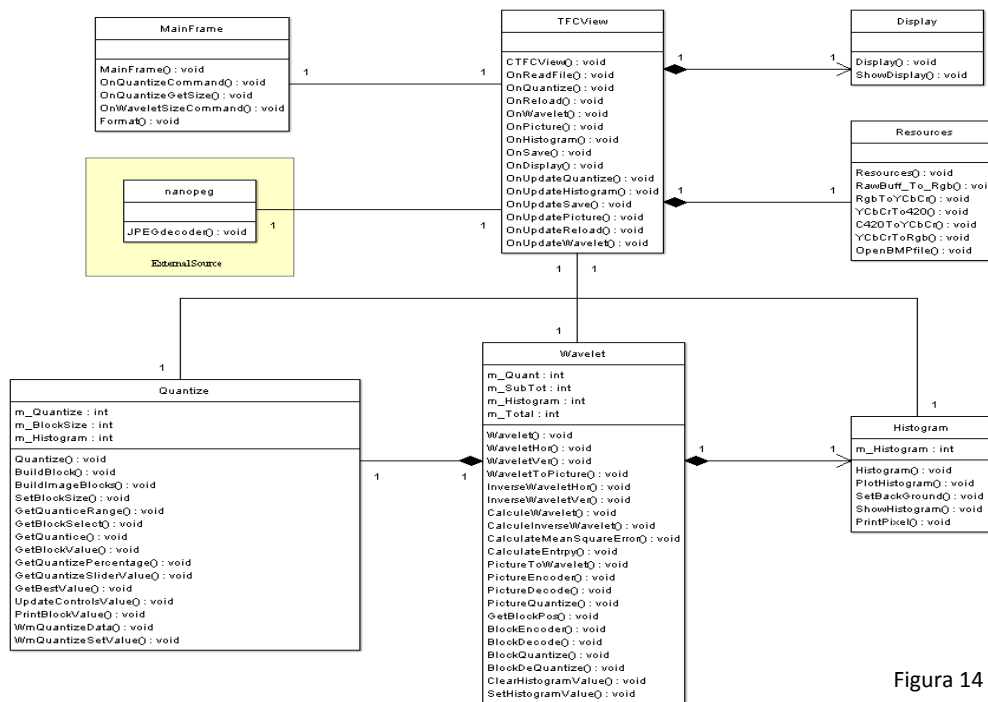 MainFrame
MainFrame() : void
OnQuantizeCommand() : void
OnQuantizeGetSize() : void
OnWaveletSizeCommand() : void
Format() : void
TFCView
CTFCView() : void
OnReadFile() : void
OnQuantize() : void
OnReload() : void
OnWavelet() : void
OnPicture() : void
OnHistogram() : void
OnSave() : void
OnDisplay() : void
OnUpdateQuantize() : void
OnUpdateHistogram() : void
OnUpdateSave() : void
OnUpdatePicture() : void
OnUpdateReload() : void
OnUpdateWavelet() : void
Display
Display() : void
ShowDisplay() : void
1
1
1
1
Resources
Resources() : void
RawBuff_To_Rgb() : void
RgbToYCbCr() : void
YCbCrTo420() : void
C420ToYCbCr() : void
YCbCrToRgb() : void
OpenBMPfile() : void
nanopeg
JPEGdecoder() : void
ExternalSource
1
1
1
1
1
1
1
1
1
Quantize
m_Quantize : int
m_BlockSize : int
m_Histogram : int
Quantize() : void
BuildBlock() : void
BuildImageBlocks() : void
SetBlockSize() : void
GetQuanticeRange() : void
GetBlockSelect() : void
GetQuantice() : void
GetBlockValue() : void
GetQuantizePercentage() : void
GetQuantizeSliderValue() : void
GetBestValue() : void
UpdateControlsValue() : void
PrintBlockValue() : void
WmQuantizeData() : void
WmQuantizeSetValue() : void
Wavelet
m_Quant : int
m_SubTot : int
m_Histogram : int
m_Total : int
Wavelet() : void
WaveletHor() : void
WaveletVer() : void
WaveletToPicture() : void
InverseWaveletHor() : void
InverseWaveletVer() : void
CalculeWavelet() : void
CalculeInverseWavelet() : void
CalculateMeanSquareError() : void
CalculateEntrpy() : void
PictureToWavelet() : void
PictureEncoder() : void
PictureDecode() : void
PictureQuantize() : void
GetBlockPos() : void
BlockEncoder() : void
BlockDecode() : void
BlockQuantize() : void
BlockDeQuantize() : void
ClearHistogramValue() : void
SetHistogramValue() : void
1
1
1
1
Histogram
m_Histogram : int
Histogram() : void
PlotHistogram() : void
SetBackGround() : void
ShowHistogram() : void
PrintPixel() : void
Figura 14